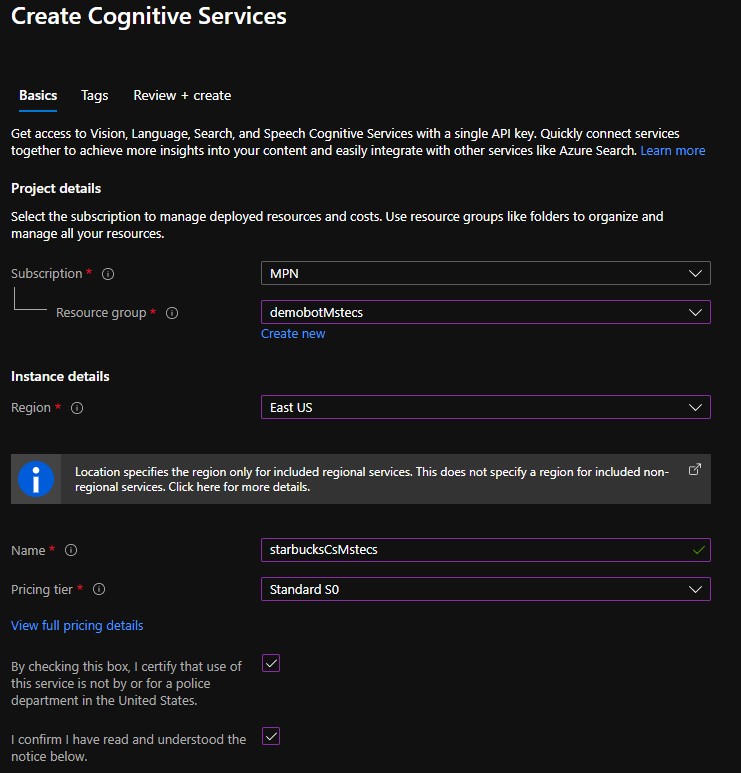 Create Cognitive Services
Basics Tags Review + create
Get access to Vision, Language, Search, and Speech Cognitive Services with a single API key. Quickly connect services
together to achieve more insights into your content and easily integrate with other services like Azure Search. Learn more
Project details
Select the subscription to manage deployed resources and costs. Use resource groups like folders to organize and
manage all your resources.
Subscription * MPN
Resource group * demobotMstecs
Create new
Instance details
Region * East US
Location specifies the region only for included regional services. This does not specify a region for included non-
regional services. Click here for more details.
Name * starbucksCsMstecs
Pricing tier * Standard S0
View full pricing details
By checking this box, I certify that use of
this service is not by or for a police
department in the United States.
I confirm I have read and understood the
notice below.